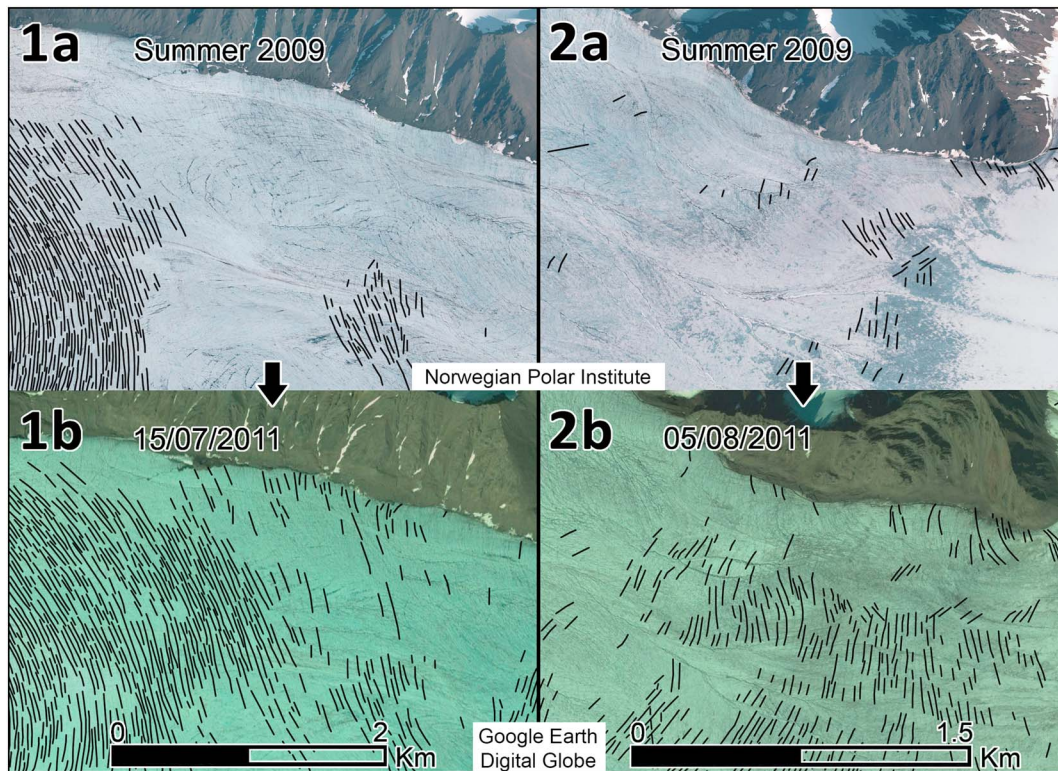 1a Summer 2009
2a Summer 2009
Norwegian Polar Institute
1b 15/07/2011
2b 05/08/2011
0 2 Km
Google Earth
Digital Globe
0 1.5 Km